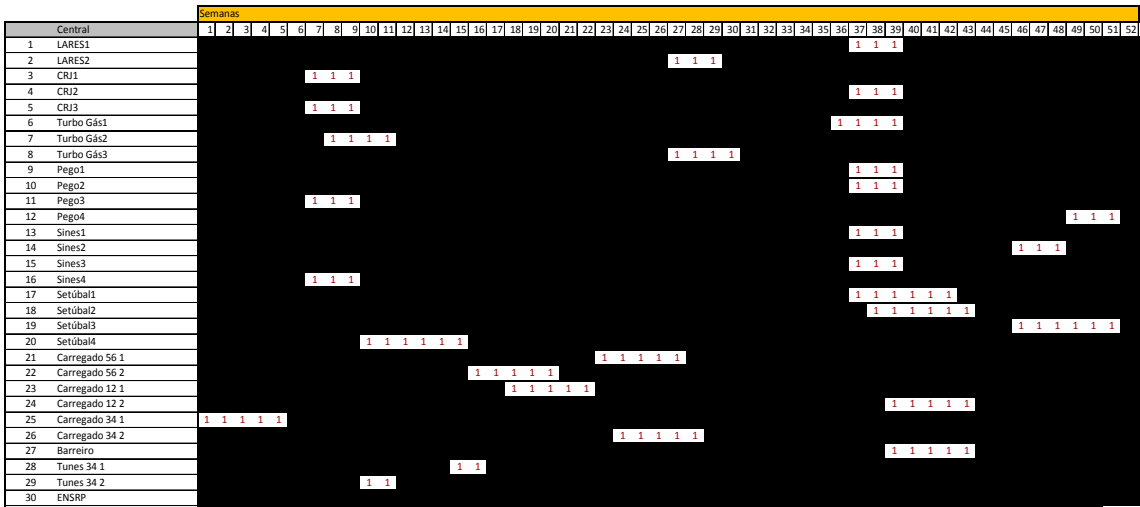 Semanas
Central 1 2 3 4 5 6 7 8 9 10 11 12 13 14 15 16 17 18 19 20 21 22 23 24 25 26 27 28 29 30 31 32 33 34 35 36 37 38 39 40 41 42 43 44 45 46 47 48 49 50 51 52
1 LARES1 1 1 1
2 LARES2 1 1 1
3 CRJ1 1 1 1
4 CRJ2 1 1 1
5 CRJ3 1 1 1
6 Turbo Gás1 1 1 1 1
7 Turbo Gás2 1 1 1 1
8 Turbo Gás3 1 1 1 1
9 Pego1 1 1 1
10 Pego2 1 1 1
11 Pego3 1 1 1
12 Pego4 1 1 1
13 Sines1 1 1 1
14 Sines2 1 1 1
15 Sines3 1 1 1
16 Sines4 1 1 1
17 Setúbal1 1 1 1 1 1 1
18 Setúbal2 1 1 1 1 1 1
19 Setúbal3 1 1 1 1 1 1
20 Setúbal4 1 1 1 1 1 1
21 Carregado 56 1 1 1 1 1 1
22 Carregado 56 2 1 1 1 1 1
23 Carregado 12 1 1 1 1 1 1
24 Carregado 12 2 1 1 1 1 1
25 Carregado 34 1 1 1 1 1 1
26 Carregado 34 2 1 1 1 1 1
27 Barreiro 1 1 1 1 1
28 Tunes 34 1 1 1
29 Tunes 34 2 1 1
30 ENSRP